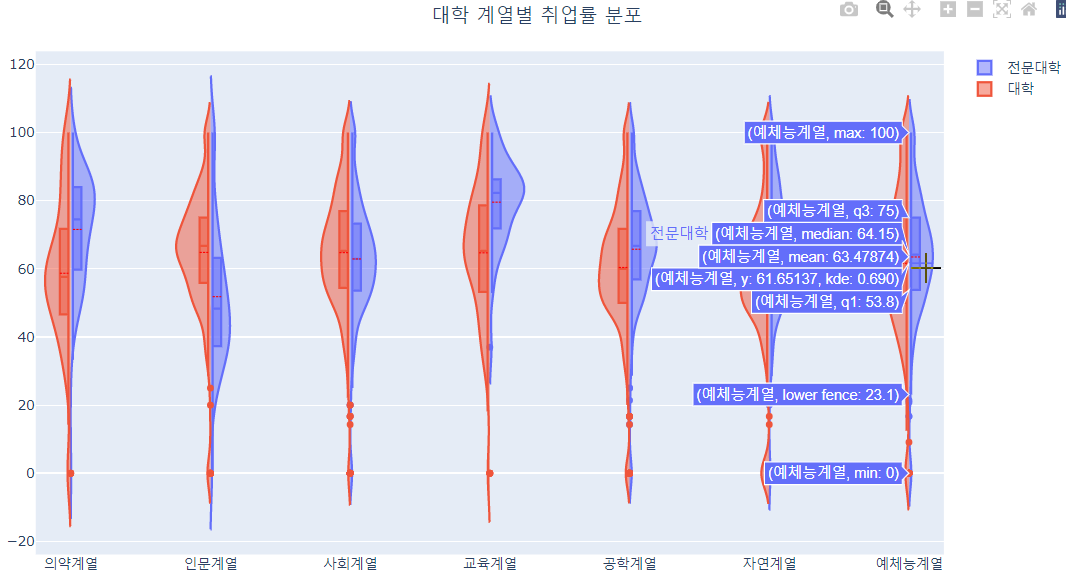 대학 계열별 취업률 분포
전문대학
대학
120
100
80
60
40
20
0
−20
(예체능계열, max: 100)
(예체능계열, q3: 75)
전문대학 (예체능계열, median: 64.15)
(예체능계열, mean: 63.47874)
(예체능계열, y: 61.65137, kde: 0.690)
(예체능계열, q1: 53.8)
(예체능계열, lower fence: 23.1)
(예체능계열, min: 0)
의약계열 인문계열 사회계열 교육계열 공학계열 자연계열 예체능계열